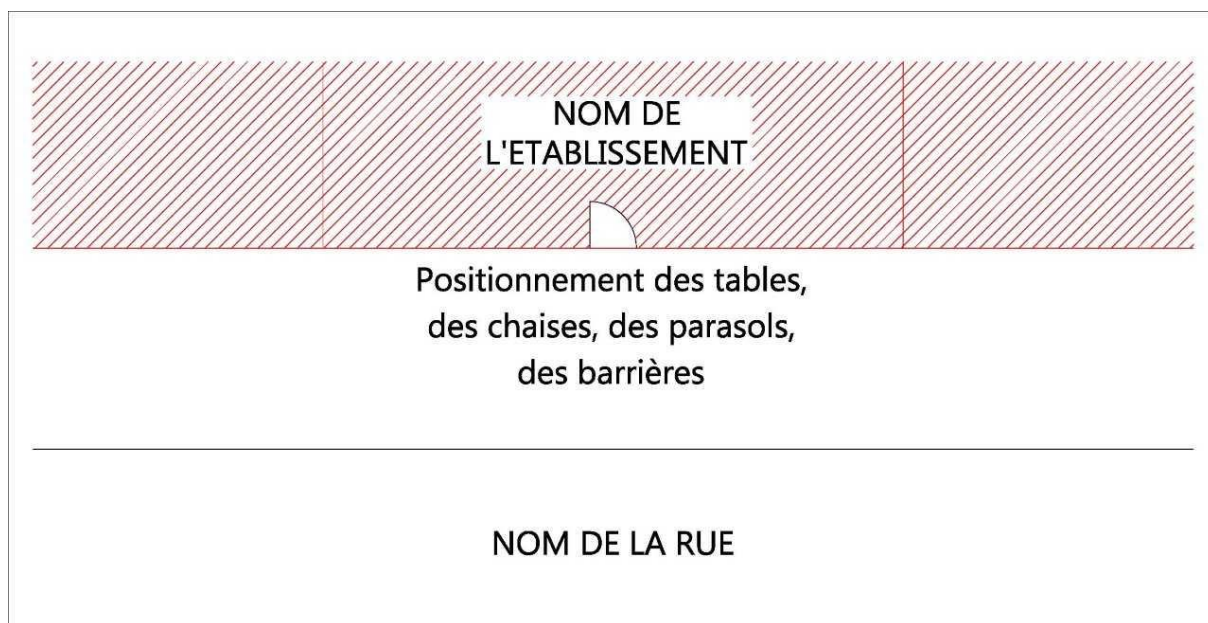 NOM DE
L'ETABLISSEMENT
Positionnement des tables,
des chaises, des parasols,
des barrières
NOM DE LA RUE